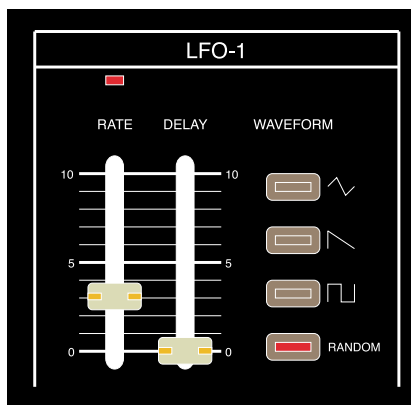 LFO-1
RATE DELAY WAVEFORM
10 10
5 5
0 0 RANDOM